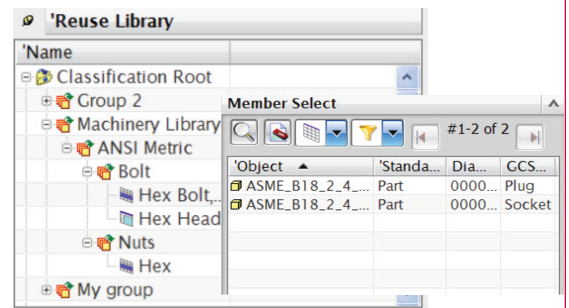 'Reuse Library
'Name
Classification Root
Group 2
Machinery Library
ANSI Metric
Bolt
Hex Bolt,..
Hex Head
Nuts
Hex
My group
Member Select
#1-2 of 2
'Object 'Standa... Dia... GCS...
ASME_B18_2_4_... Part 0000... Plug
ASME_B18_2_4_... Part 0000... Socket